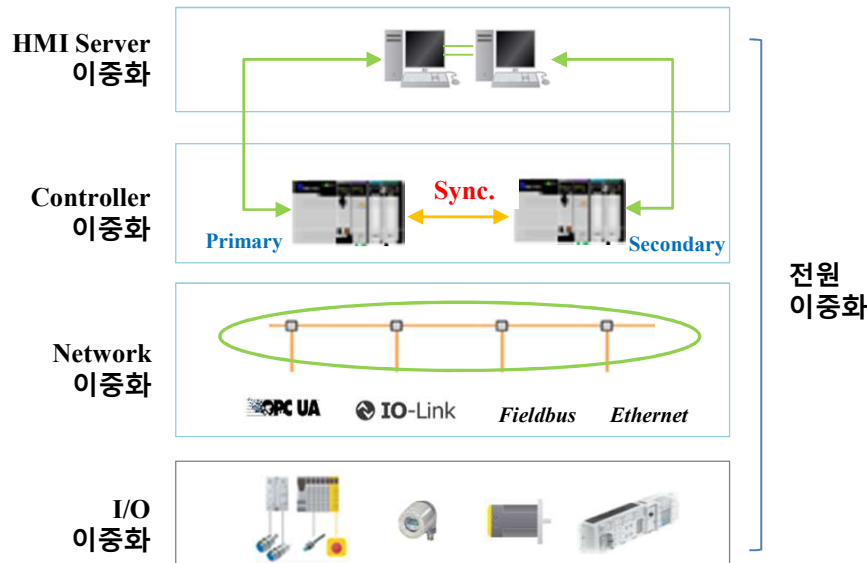 HMI Server
이중화
Controller
이중화
Sync.
Primary
Secondary
전원
이중화
Network
이중화
OPC UA
IO-Link
Fieldbus
Ethernet
I/O
이중화